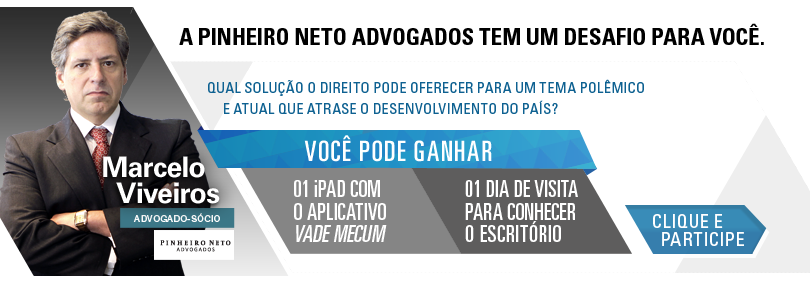 A PINHEIRO NETO ADVOGADOS TEM UM DESAFIO PARA VOCÊ.
QUAL SOLUÇÃO O DIREITO PODE OFERECER PARA UM TEMA POLÊMICO
E ATUAL QUE ATRASE O DESENVOLVIMENTO DO PAÍS?
VOCÊ PODE GANHAR
01 iPAD COM
O APLICATIVO
VADE MECUM
01 DIA DE VISITA
PARA CONHECER
O ESCRITÓRIO
CLIQUE E
PARTICIPE
Marcelo
Viveiros
ADVOGADO-SÓCIO
PINHEIRO NETO
ADVOGADOS